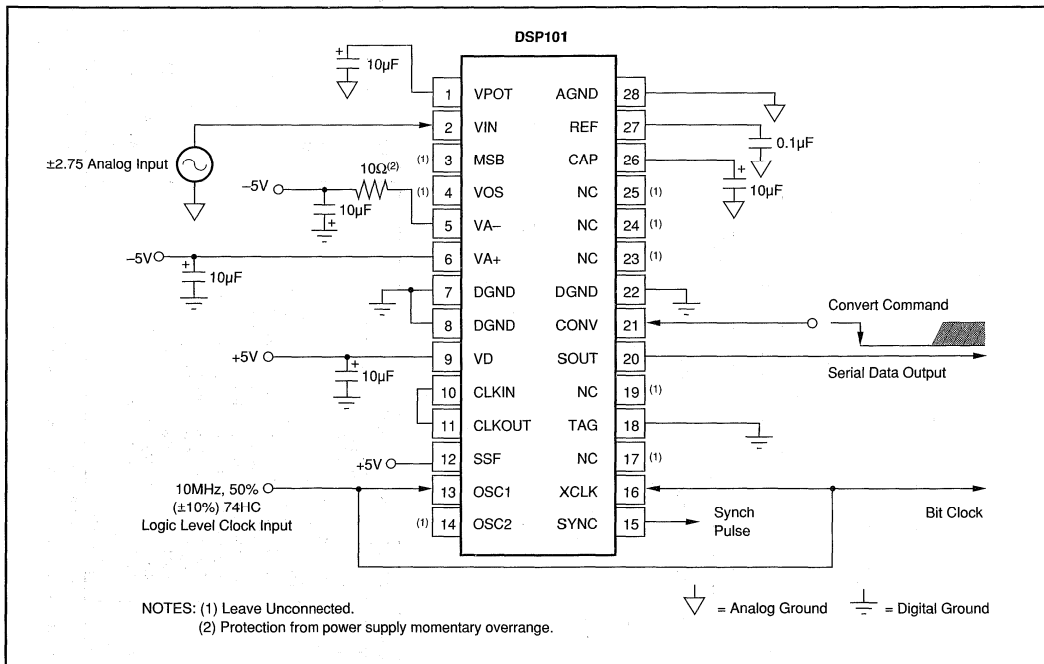 DSP101
+
10µF
1 VPOT AGND 28
2 VIN REF 27
0.1µF
±2.75 Analog Input
(1) 3 MSB CAP 26
+
10µF
10Ω(2)
–5V
(1) 4 VOS NC 25 (1)
10µF
+
5 VA– NC 24 (1)
–5V
6 VA+ NC 23 (1)
+
10µF
7 DGND DGND 22
Convert Command
8 DGND CONV 21
+5V
9 VD SOUT 20
Serial Data Output
+
10µF
10 CLKIN NC 19 (1)
11 CLKOUT TAG 18
+5V
12 SSF NC 17 (1)
10MHz, 50%
(±10%) 74HC
Logic Level Clock Input
13 OSC1 XCLK 16
Bit Clock
(1) 14 OSC2 SYNC 15
Synch
Pulse
NOTES: (1) Leave Unconnected.
(2) Protection from power supply momentary overrange.
= Analog Ground
= Digital Ground